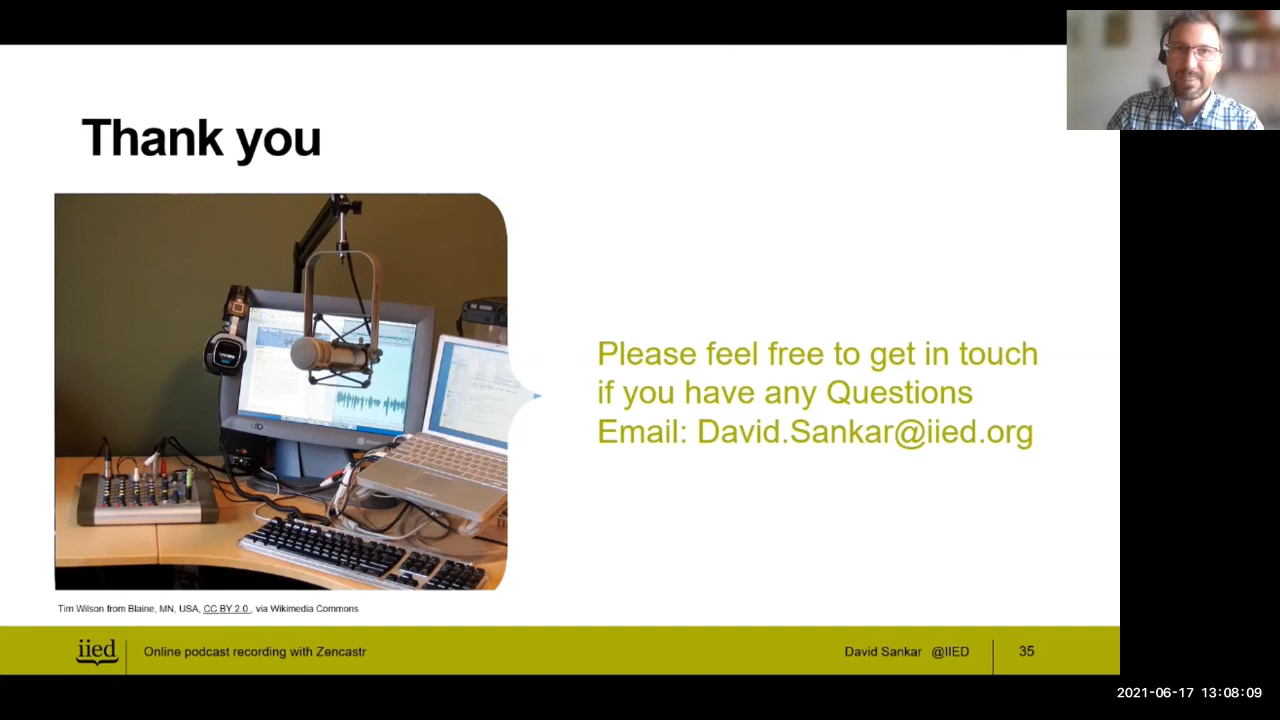 Thank you
Please feel free to get in touch
if you have any Questions
Email: David.Sankar@iied.org
Tim Wilson from Blaine, MN, USA, CC BY 2.0 , via Wikimedia Commons
iied
Online podcast recording with Zencastr
David Sankar @IIED
35
2021-06-17 13:08:09